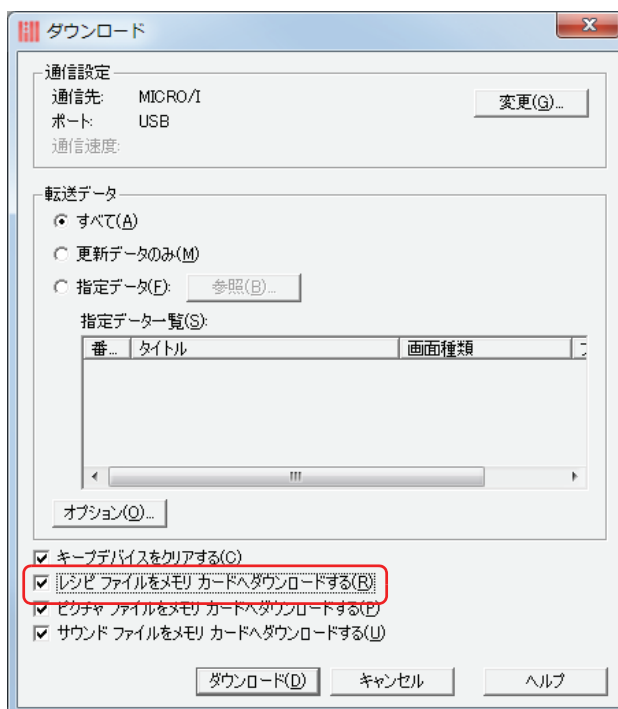 ダウンロード
通信設定
通信先: MICRO/I
変更(G)...
ポート: USB
通信速度:
転送データ
すべて(A)
更新データのみ(M)
指定データ(F): 参照(B)...
指定データ一覧(S):
番... タイトル 画面種類
オプション(O)...
キープデバイスをクリアする(C)
レシピ ファイルをメモリ カードへダウンロードする(R)
ピクチャ ファイルをメモリ カードへダウンロードする(P)
サウンド ファイルをメモリ カードへダウンロードする(U)
ダウンロード(D) キャンセル ヘルプ